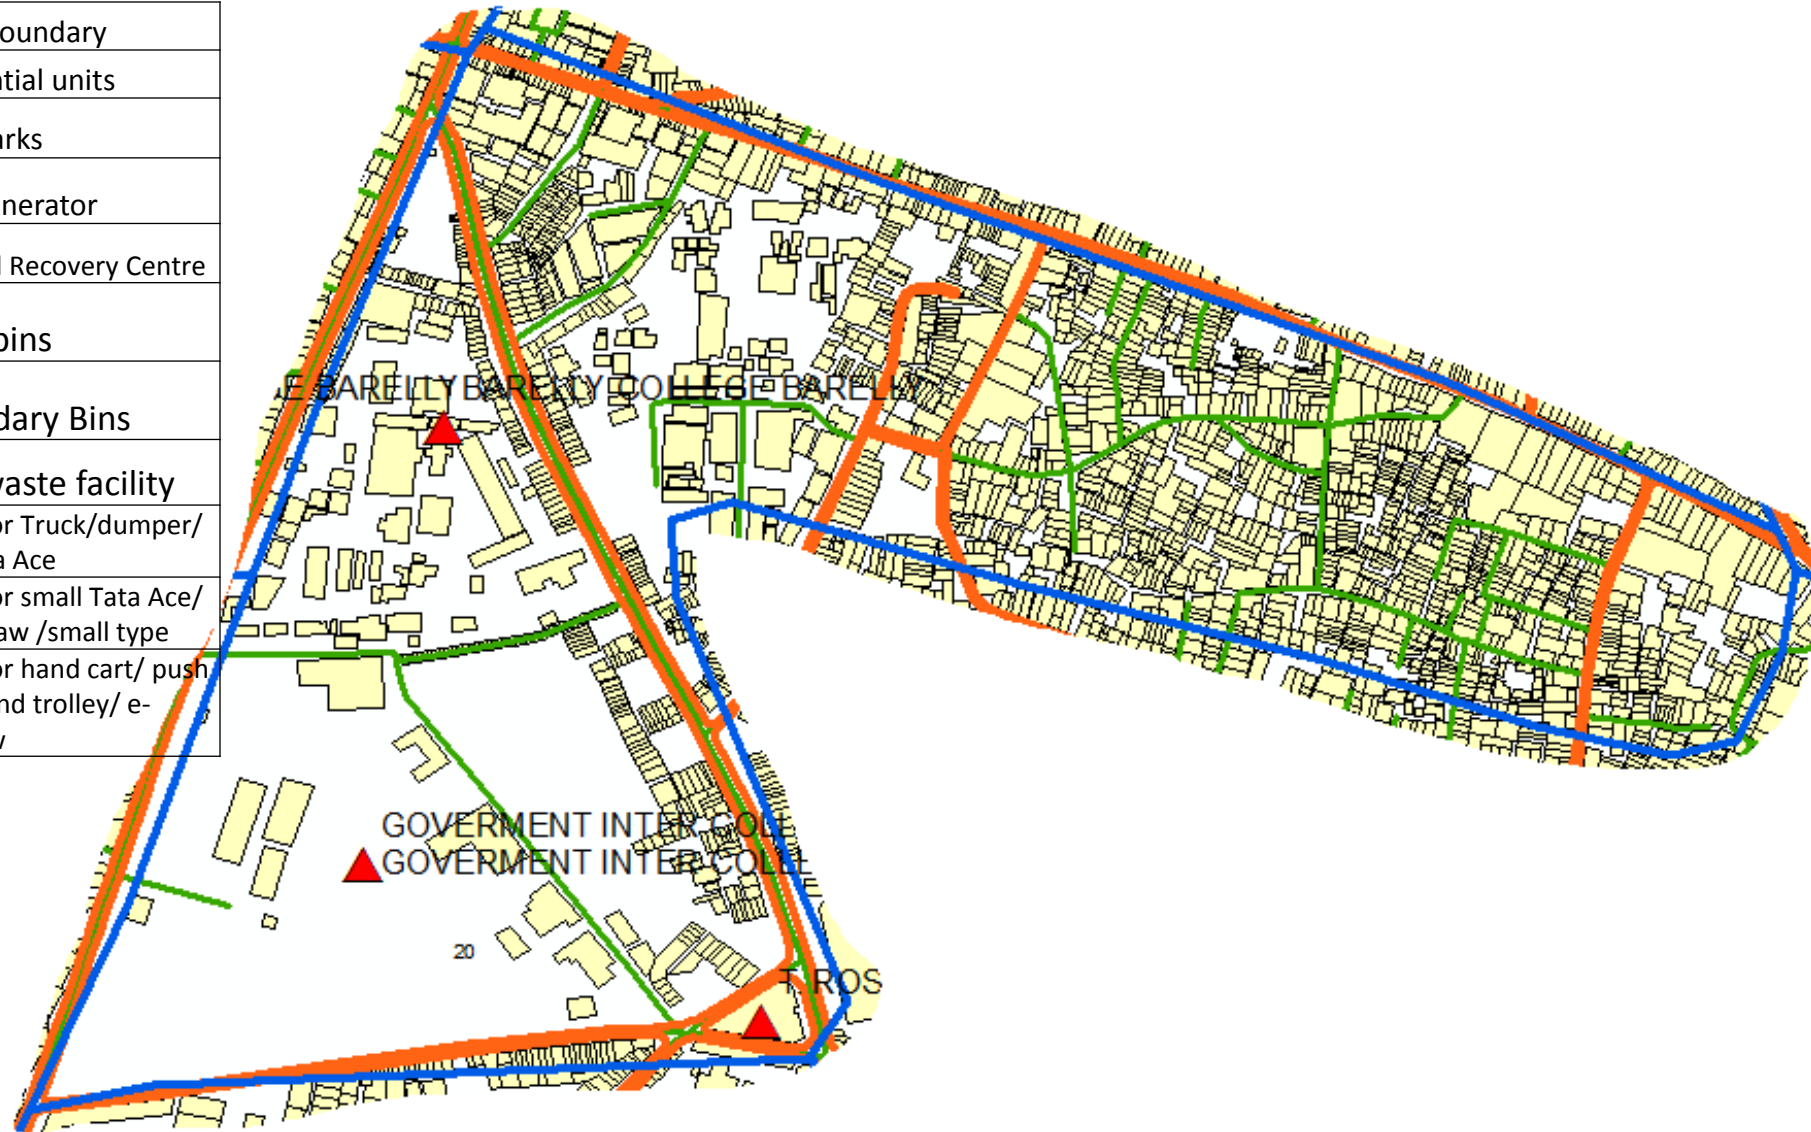 oundary
tial units
arks
nerator
l Recovery Centre
bins
dary Bins
vaste facility
or Truck/dumper/
a Ace
or small Tata Ace/
aw /small type
or hand cart/ push
nd trolley/ e-
E BARELLY BARELLY COLLEGE BARELLY
GOVERMENT INTER COLL
GOVERMENT INTER COLLL
20
T. ROS